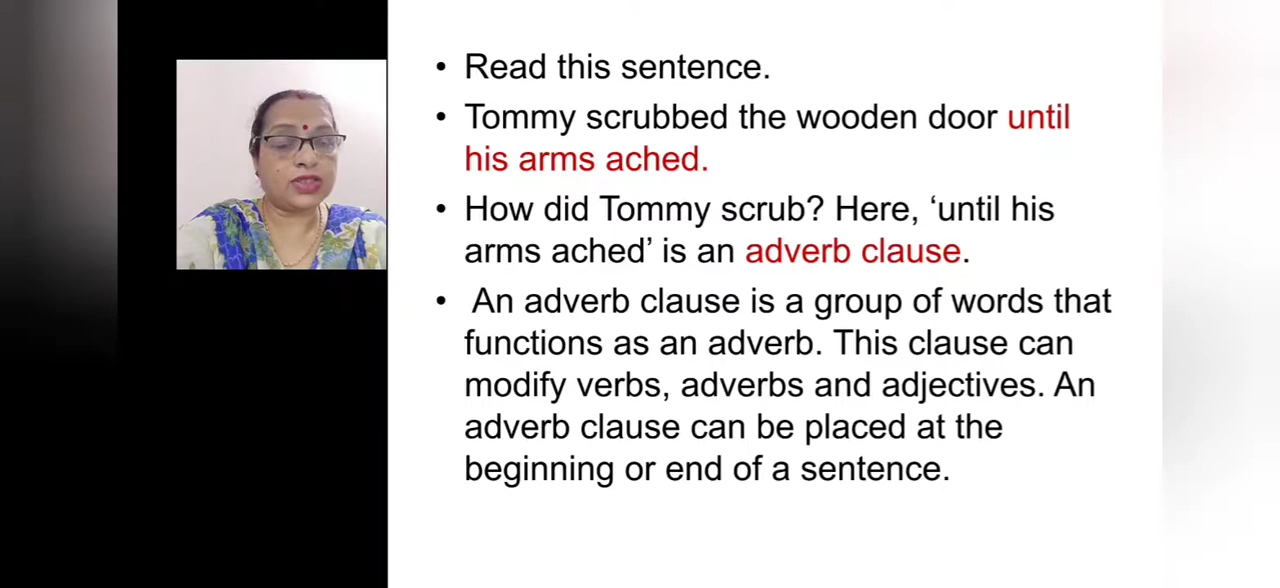 • Read this sentence.
• Tommy scrubbed the wooden door until
his arms ached.
• How did Tommy scrub? Here, ‘until his
arms ached’ is an adverb clause.
• An adverb clause is a group of words that
functions as an adverb. This clause can
modify verbs, adverbs and adjectives. An
adverb clause can be placed at the
beginning or end of a sentence.